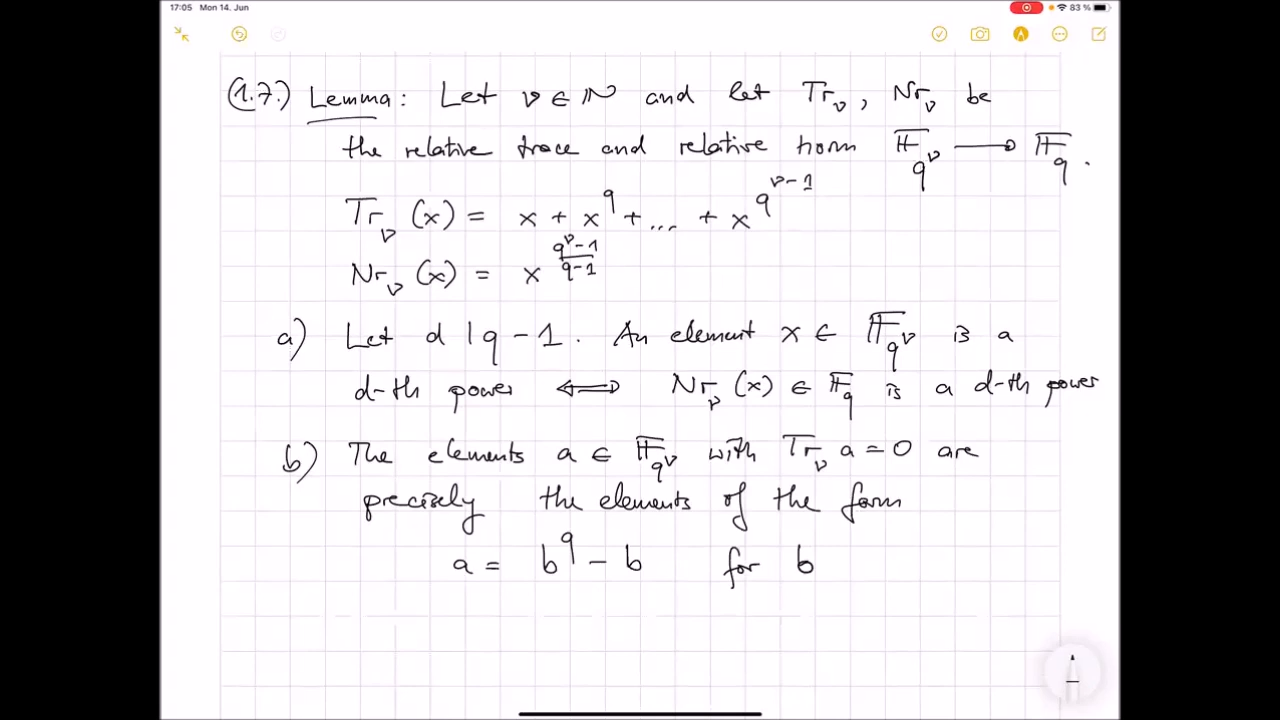 17:05 Mon 14. Jun 83 %
(1.7.) Lemma: Let ν ∈ ℕ and let Tr_ν, Nr_ν be
the relative trace and relative norm 𝔽_{q^ν} ⟶ 𝔽_q.
Tr_ν (x) = x + x^q + ... + x^{q^{ν-1}}
Nr_ν (x) = x^{\frac{q^ν-1}{q-1}}
a) Let d | q - 1. An element x ∈ 𝔽_{q^ν} is a
d-th power ⟺ Nr_ν (x) ∈ 𝔽_q is a d-th power
b) The elements a ∈ 𝔽_{q^ν} with Tr_ν a = 0 are
precisely the elements of the form
a = b^q - b for b